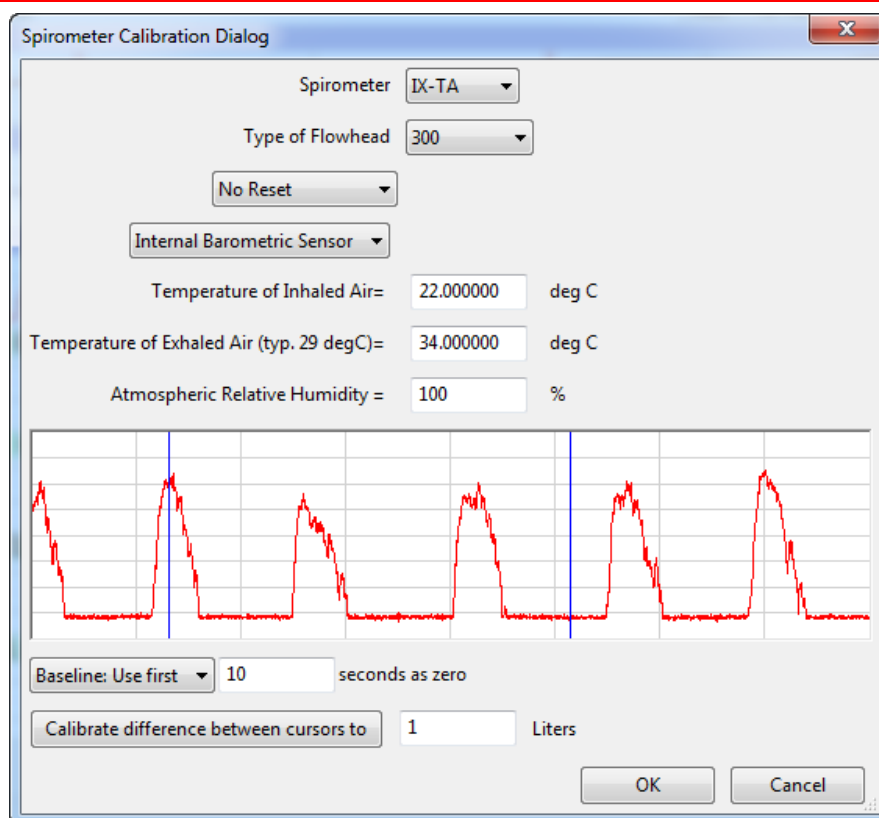 Spirometer Calibration Dialog
Spirometer IX-TA
Type of Flowhead 300
No Reset
Internal Barometric Sensor
Temperature of Inhaled Air= 22.000000 deg C
Temperature of Exhaled Air (typ. 29 degC)= 34.000000 deg C
Atmospheric Relative Humidity = 100 %
Baseline: Use first 10 seconds as zero
Calibrate difference between cursors to 1 Liters
OK Cancel